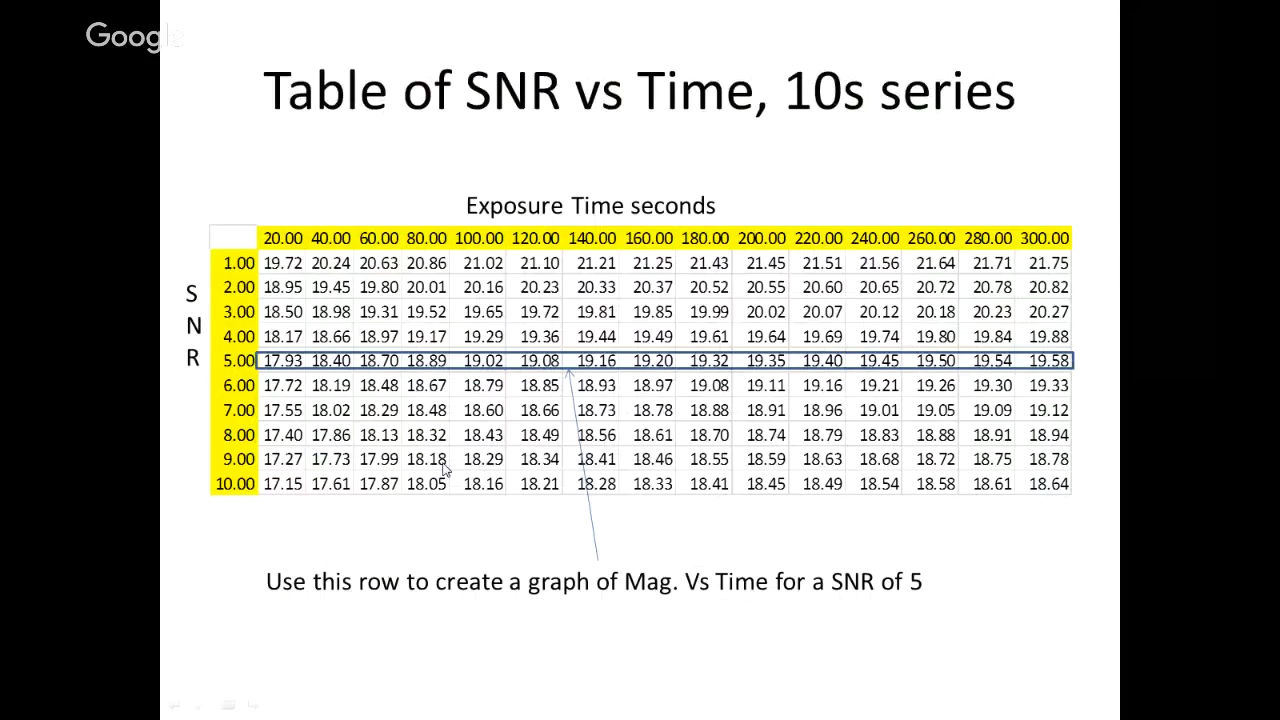 Google
Table of SNR vs Time, 10s series
Exposure Time seconds
20.00 40.00 60.00 80.00 100.00 120.00 140.00 160.00 180.00 200.00 220.00 240.00 260.00 280.00 300.00
1.00 19.72 20.24 20.63 20.86 21.02 21.10 21.21 21.25 21.43 21.45 21.51 21.56 21.64 21.71 21.75
2.00 18.95 19.45 19.80 20.01 20.16 20.23 20.33 20.37 20.52 20.55 20.60 20.65 20.72 20.78 20.82
3.00 18.50 18.98 19.31 19.52 19.65 19.72 19.81 19.85 19.99 20.02 20.07 20.12 20.18 20.23 20.27
4.00 18.17 18.66 18.97 19.17 19.29 19.36 19.44 19.49 19.61 19.64 19.69 19.74 19.80 19.84 19.88
5.00 17.93 18.40 18.70 18.89 19.02 19.08 19.16 19.20 19.32 19.35 19.40 19.45 19.50 19.54 19.58
6.00 17.72 18.19 18.48 18.67 18.79 18.85 18.93 18.97 19.08 19.11 19.16 19.21 19.26 19.30 19.33
7.00 17.55 18.02 18.29 18.48 18.60 18.66 18.73 18.78 18.88 18.91 18.96 19.01 19.05 19.09 19.12
8.00 17.40 17.86 18.13 18.32 18.43 18.49 18.56 18.61 18.70 18.74 18.79 18.83 18.88 18.91 18.94
9.00 17.27 17.73 17.99 18.18 18.29 18.34 18.41 18.46 18.55 18.59 18.63 18.68 18.72 18.75 18.78
10.00 17.15 17.61 17.87 18.05 18.16 18.21 18.28 18.33 18.41 18.45 18.49 18.54 18.58 18.61 18.64
S
N
R
Use this row to create a graph of Mag. Vs Time for a SNR of 5